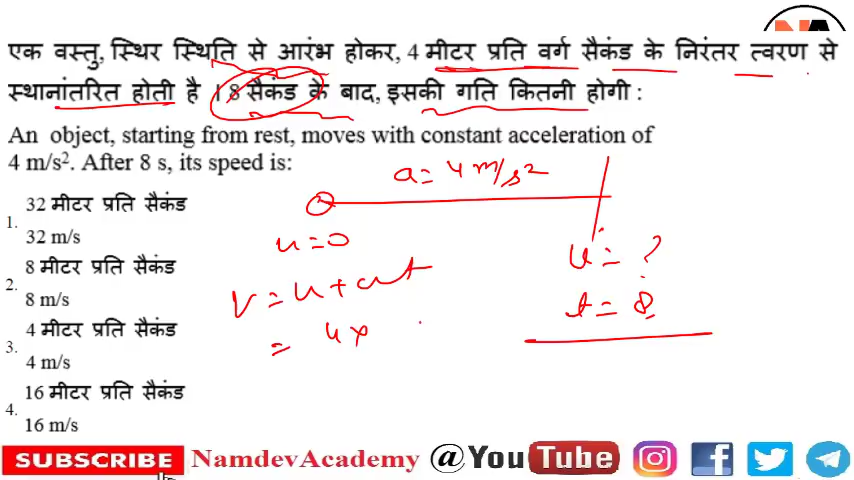 एक वस्तु, स्थिर स्थिति से आरंभ होकर, 4 मीटर प्रति वर्ग सैकंड के निरंतर त्वरण से
स्थानांतरित होती है । 8 सैकंड के बाद, इसकी गति कितनी होगी :
An object, starting from rest, moves with constant acceleration of
4 m/s². After 8 s, its speed is:
a = 4 m/s²
1. 32 मीटर प्रति सैकंड
32 m/s
u = 0
u = ?
2. 8 मीटर प्रति सैकंड
8 m/s
v = u + at
t = 8
3. 4 मीटर प्रति सैकंड
4 m/s
= 4×
4. 16 मीटर प्रति सैकंड
16 m/s
SUBSCRIBE NamdevAcademy @YouTube